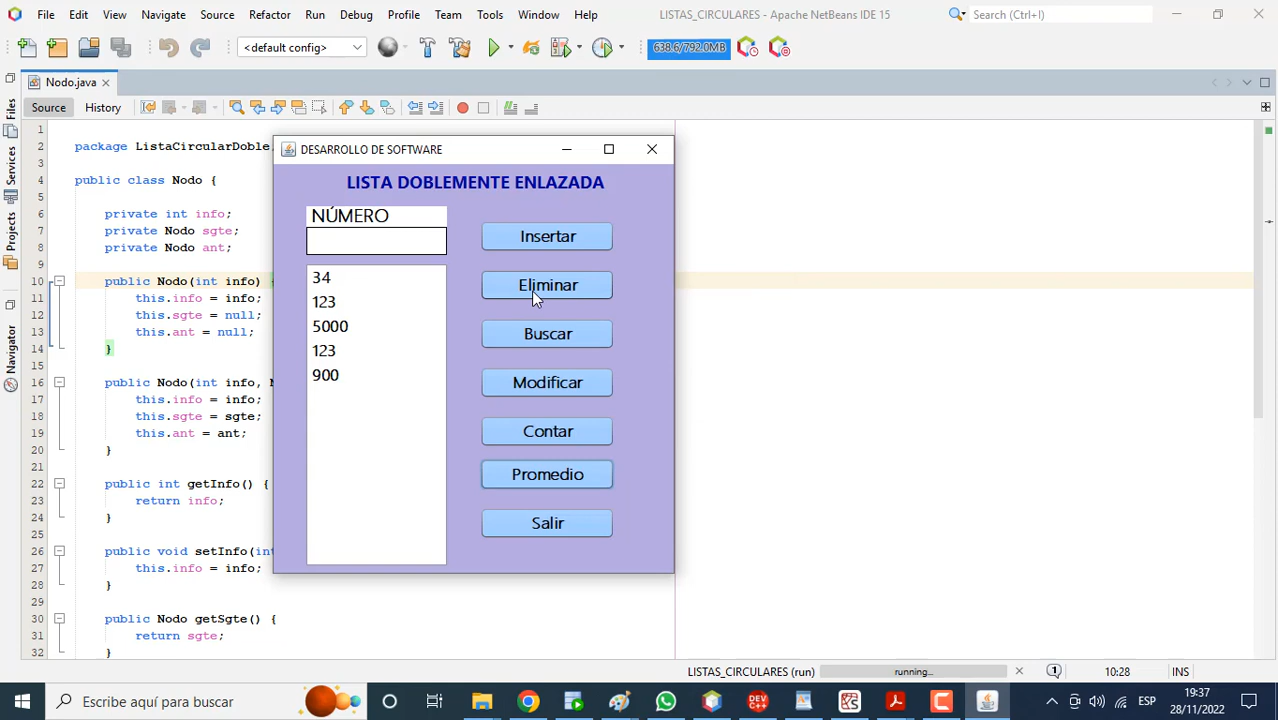 File Edit View Navigate Source Refactor Run Debug Profile Team Tools Window Help LISTAS_CIRCULARES - Apache NetBeans IDE 15 Search (Ctrl+I)
<default config> 638.6/792.0MB
Nodo.java
Source History
Files
Services
Projects
Navigator
1
2 package ListaCircularDoble.
3
4 public class Nodo {
5
6 private int info;
7 private Nodo sgte;
8 private Nodo ant;
9
10 public Nodo(int info) {
11 this.info = info;
12 this.sgte = null;
13 this.ant = null;
14 }
15
16 public Nodo(int info,
17 this.info = info;
18 this.sgte = sgte;
19 this.ant = ant;
20 }
21
22 public int getInfo() {
23 return info;
24 }
25
26 public void setInfo(int
27 this.info = info;
28 }
29
30 public Nodo getSgte() {
31 return sgte;
32 }
DESARROLLO DE SOFTWARE
LISTA DOBLEMENTE ENLAZADA
NÚMERO
34
123
5000
123
900
Insertar
Eliminar
Buscar
Modificar
Contar
Promedio
Salir
LISTAS_CIRCULARES (run) running... 1 10:28 INS
Escribe aquí para buscar
DEV C++
ESP
19:37
28/11/2022